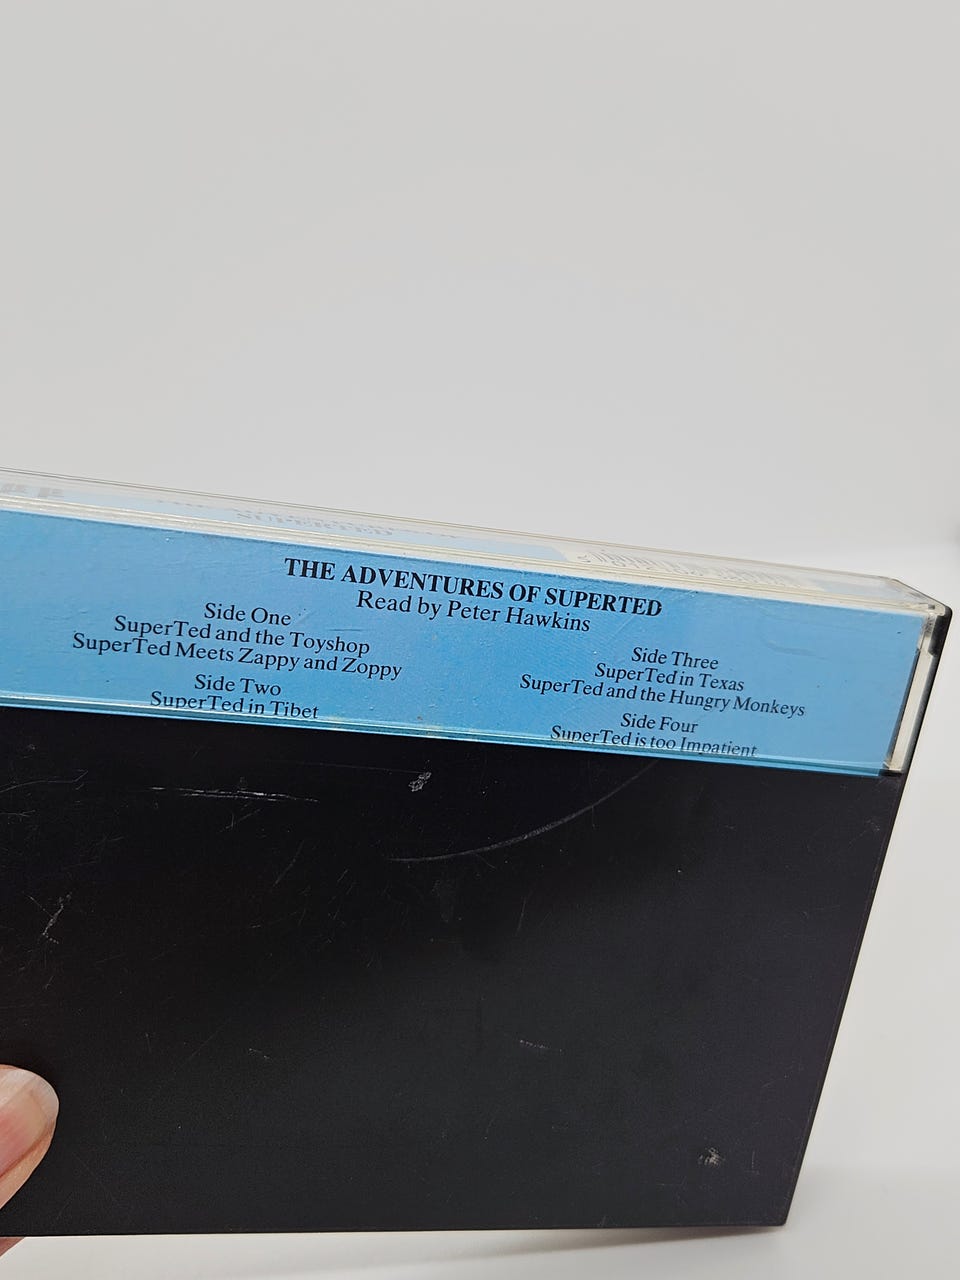 THE ADVENTURES OF SUPERTED
Read by Peter Hawkins
Side One
SuperTed and the Toyshop
SuperTed Meets Zappy and Zoppy
Side Two
SuperTed in Tibet
Side Three
SuperTed in Texas
SuperTed and the Hungry Monkeys
Side Four
SuperTed is too Impatient